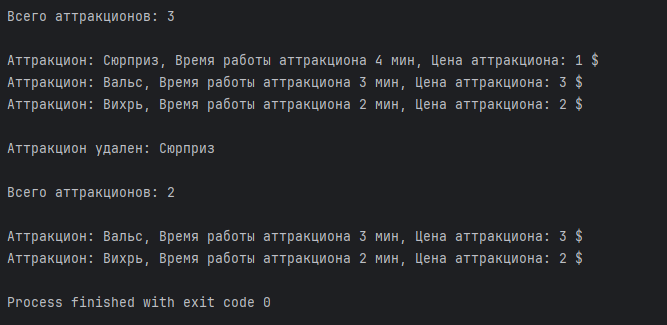 Всего аттракционов: 3
Аттракцион: Сюрприз, Время работы аттракциона 4 мин, Цена аттракциона: 1 $
Аттракцион: Вальс, Время работы аттракциона 3 мин, Цена аттракциона: 3 $
Аттракцион: Вихрь, Время работы аттракциона 2 мин, Цена аттракциона: 2 $
Аттракцион удален: Сюрприз
Всего аттракционов: 2
Аттракцион: Вальс, Время работы аттракциона 3 мин, Цена аттракциона: 3 $
Аттракцион: Вихрь, Время работы аттракциона 2 мин, Цена аттракциона: 2 $
Process finished with exit code 0